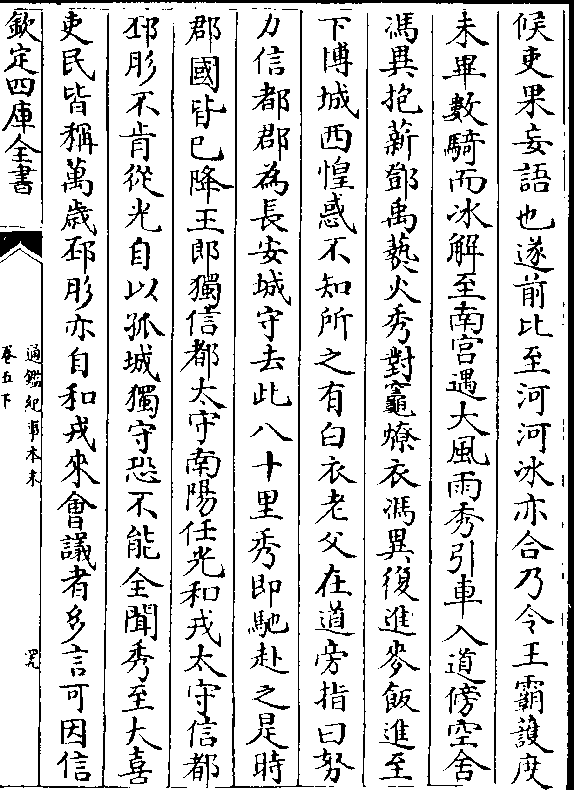 候吏果妄語也遂前比至河河冰亦合乃令王霸護度
未畢數騎而冰解至南宮遇大風雨秀引車入道傍空舍
馮異抱薪鄧禹爇火秀對竈燎衣馮異復進麥飯進至
下博城西惶惑不知所之有白衣老父在道旁指曰努
力信都郡為長安城守去此八十里秀即馳赴之是時
郡國皆已降王郎獨信都太守南陽任光和戎太守信都
邳彤不肯從光自以孤城獨守恐不能全聞秀至大喜
吏民皆稱萬歳邳彤亦自和戎來會議者多言可因信
欽定四庫全書
通鑑紀事本末
卷五下
罕九